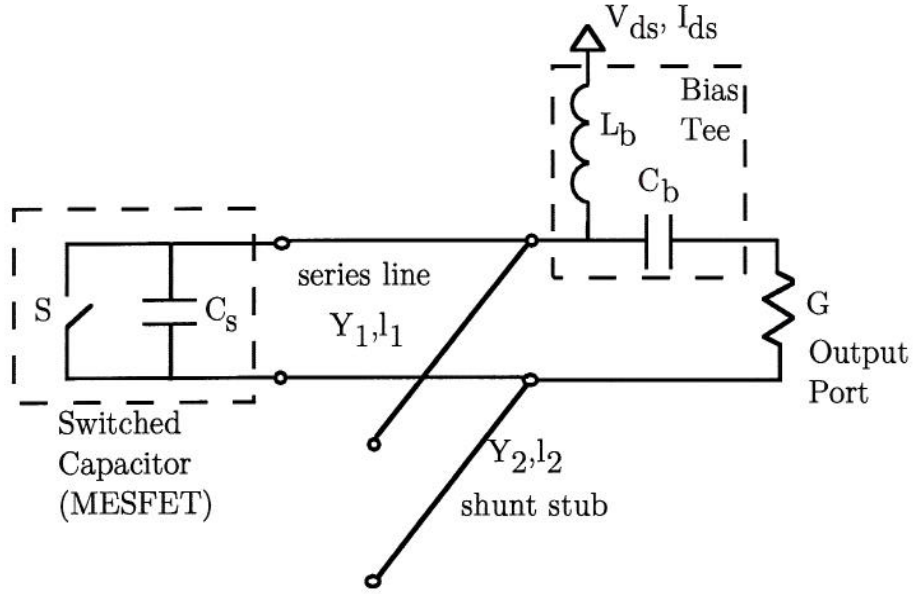 V_ds, I_ds
Bias
Tee
L_b
C_b
series line
Y_1,l_1
S
C_s
G
Output
Port
Switched
Capacitor
(MESFET)
Y_2,l_2
shunt stub